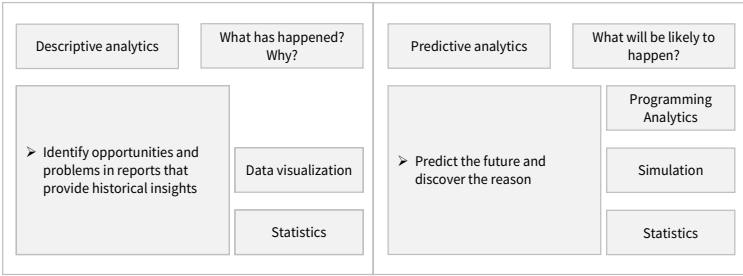 Descriptive analytics
What has happened?
Why?
➢ Identify opportunities and
problems in reports that
provide historical insights
Data visualization
Statistics
Predictive analytics
What will be likely to
happen?
➢ Predict the future and
discover the reason
Programming
Analytics
Simulation
Statistics